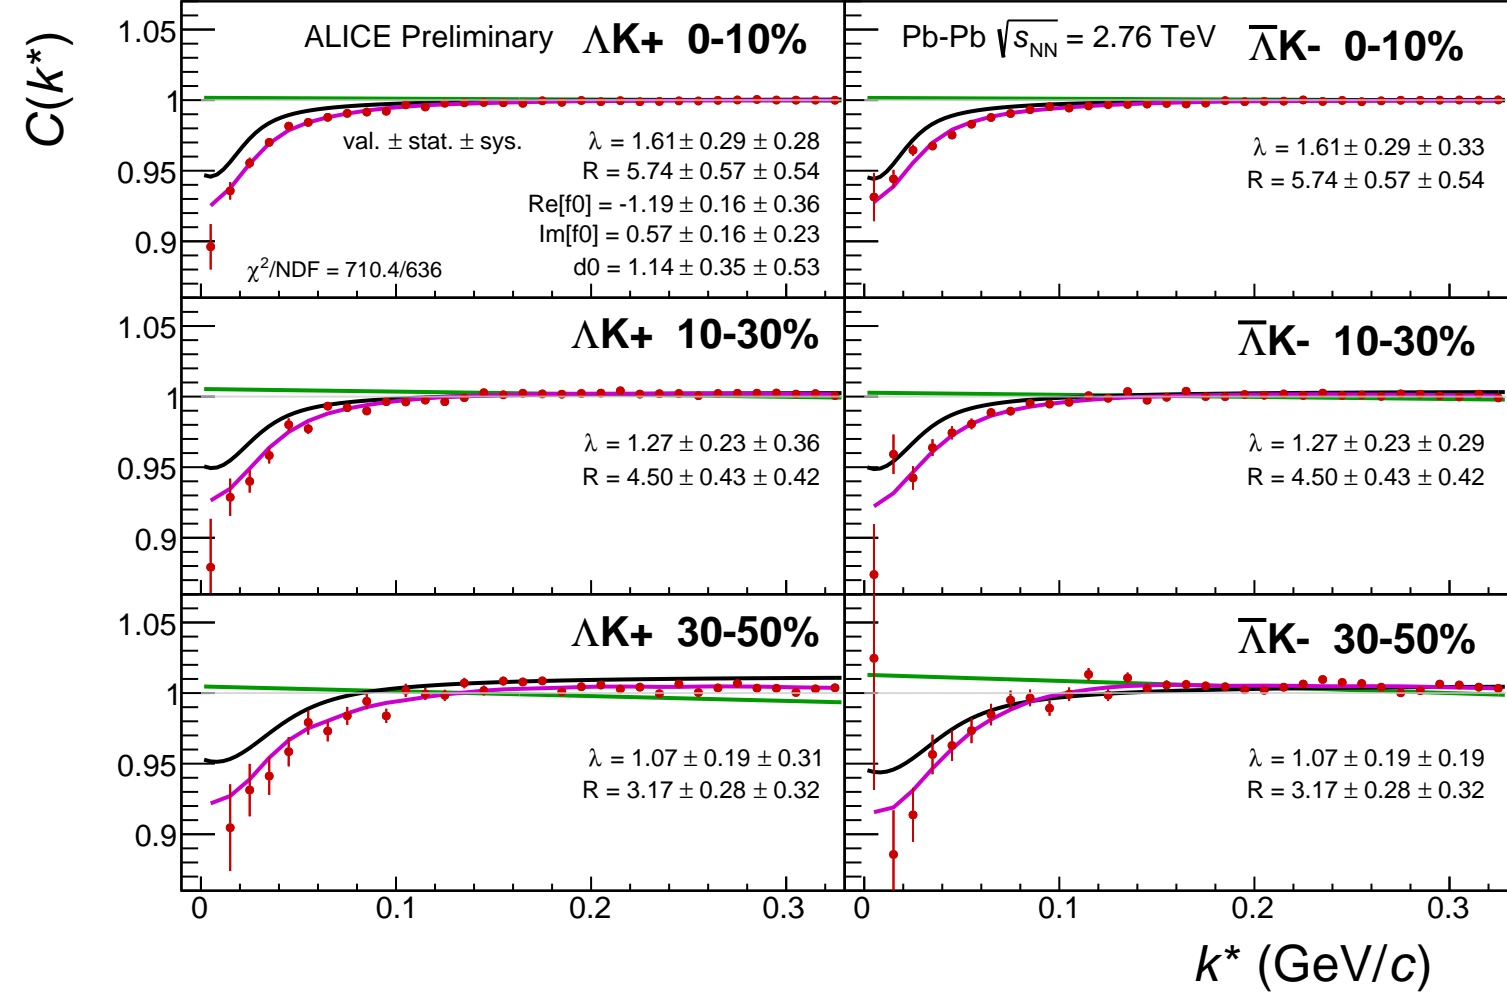 C(k*)
1.05
1
0.95
0.9
ALICE Preliminary ΛK+ 0-10%
val. ± stat. ± sys.
λ = 1.61± 0.29 ± 0.28
R = 5.74 ± 0.57 ± 0.54
Re[f0] = -1.19 ± 0.16 ± 0.36
Im[f0] = 0.57 ± 0.16 ± 0.23
d0 = 1.14 ± 0.35 ± 0.53
χ²/NDF = 710.4/636
Pb-Pb √sNN = 2.76 TeV Λ̅K- 0-10%
λ = 1.61± 0.29 ± 0.33
R = 5.74 ± 0.57 ± 0.54
1.05
1
0.95
0.9
ΛK+ 10-30%
λ = 1.27 ± 0.23 ± 0.36
R = 4.50 ± 0.43 ± 0.42
Λ̅K- 10-30%
λ = 1.27 ± 0.23 ± 0.29
R = 4.50 ± 0.43 ± 0.42
1.05
1
0.95
0.9
ΛK+ 30-50%
λ = 1.07 ± 0.19 ± 0.31
R = 3.17 ± 0.28 ± 0.32
Λ̅K- 30-50%
λ = 1.07 ± 0.19 ± 0.19
R = 3.17 ± 0.28 ± 0.32
0 0.1 0.2 0.3
0 0.1 0.2 0.3
k* (GeV/c)